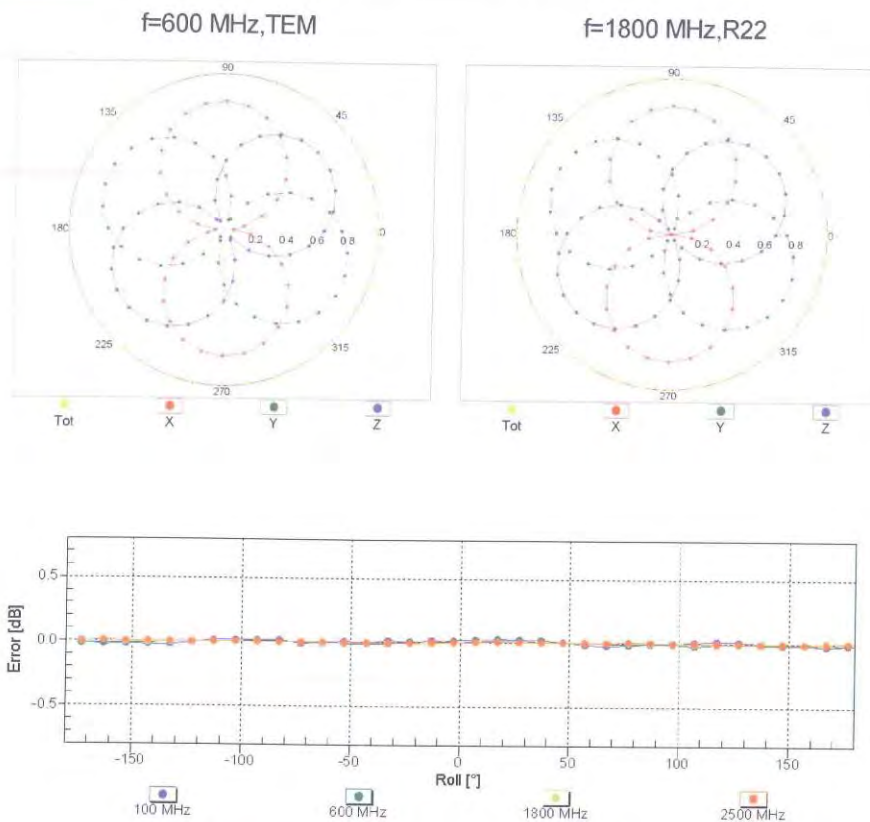 f=600 MHz,TEM
f=1800 MHz,R22
90
135
45
180
0.2 0.4 0.6 0.8
0
225
315
270
Tot X Y Z
90
135
45
180
0.2 0.4 0.6 0.8
0
225
315
270
Tot X Y Z
Error [dB]
0.5
0.0
-0.5
-150 -100 -50 0 50 100 150
Roll [°]
100 MHz 600 MHz 1800 MHz 2500 MHz